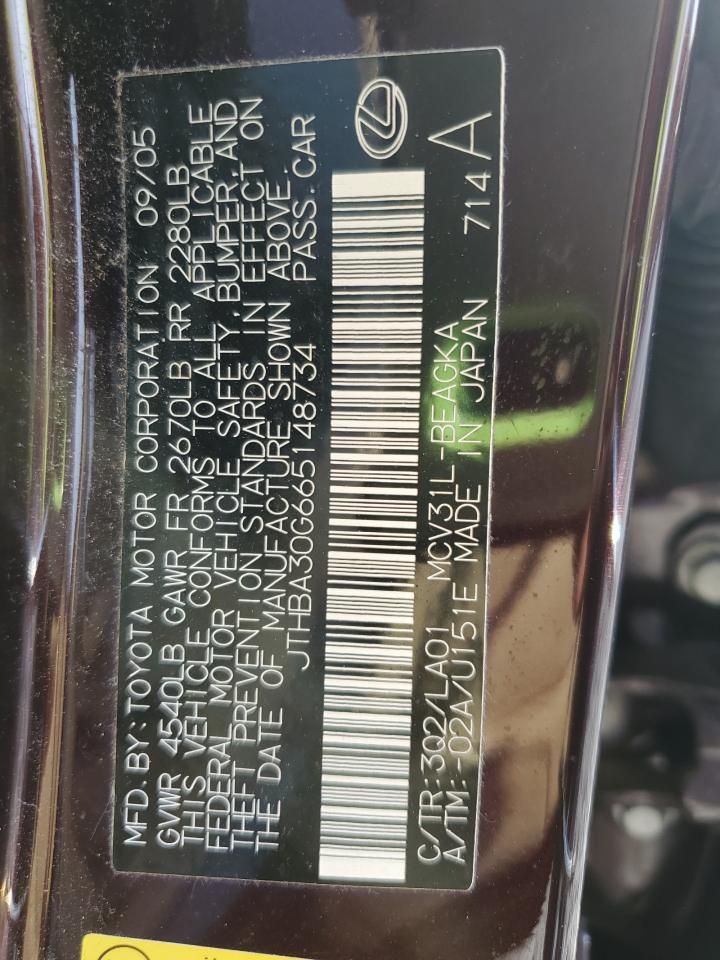 MFD.BY:TOYOTA MOTOR CORPORATION 09/05
GVWR 4540LB GAWR FR 2670LB RR 2280LB
THIS VEHICLE CONFORMS TO ALL APPLICABLE
FEDERAL MOTOR VEHICLE SAFETY,BUMPER,AND
THEFT PREVENTION STANDARDS IN EFFECT ON
THE DATE OF MANUFACTURE SHOWN ABOVE.
JTHBA30G665148734 PASS.CAR
C/TR:3Q2/LA01 MCV31L-BEAGKA
A/TM:-02A/U151E MADE IN JAPAN 714A